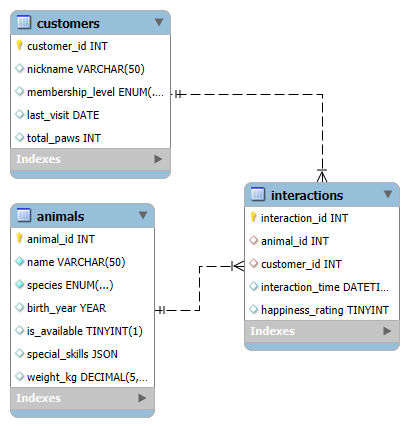 customers
customer_id INT
nickname VARCHAR(50)
membership_level ENUM(...
last_visit DATE
total_paws INT
Indexes
animals
animal_id INT
name VARCHAR(50)
species ENUM(...)
birth_year YEAR
is_available TINYINT(1)
special_skills JSON
weight_kg DECIMAL(5,...
Indexes
interactions
interaction_id INT
animal_id INT
customer_id INT
interaction_time DATETI...
happiness_rating TINYINT
Indexes